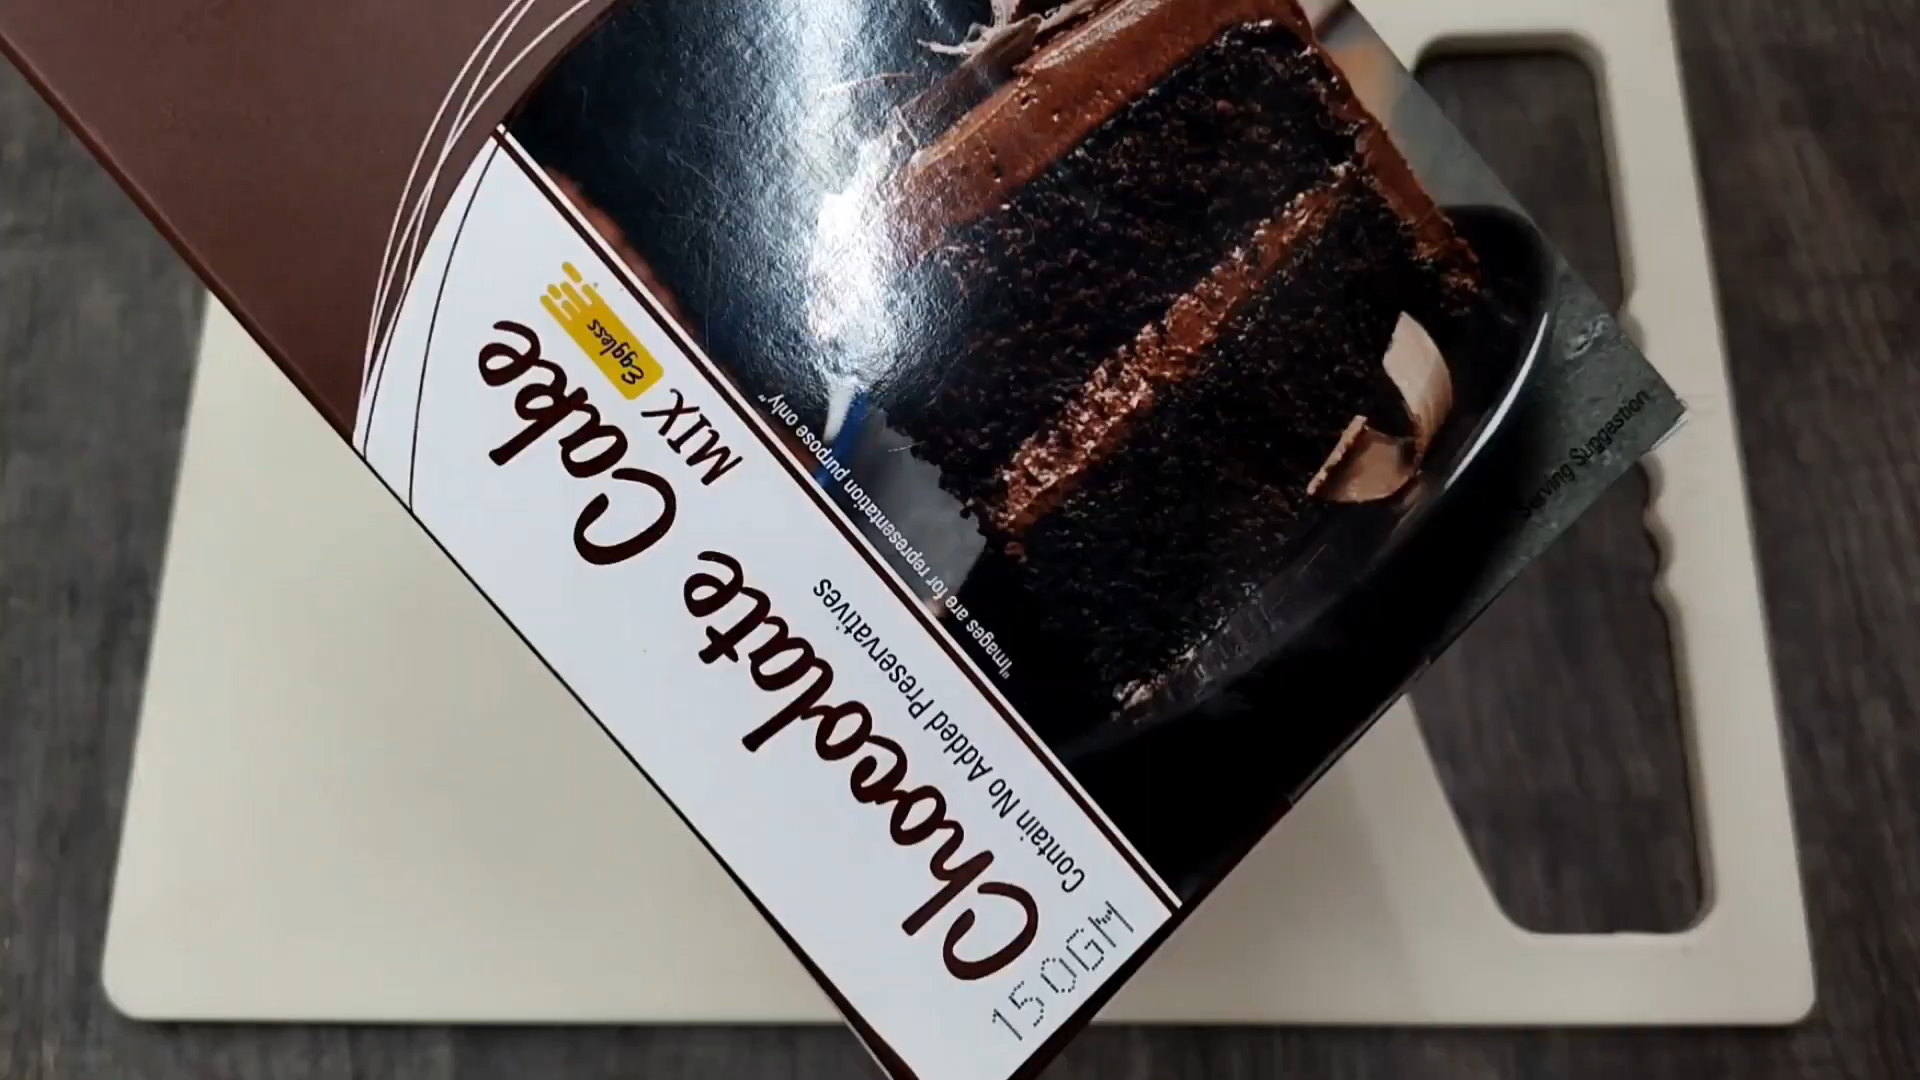 Chocolate Cake
MIX
Eggless
Contain No Added Preservatives
150GM
"Images are for representation purpose only"
Serving Suggestion